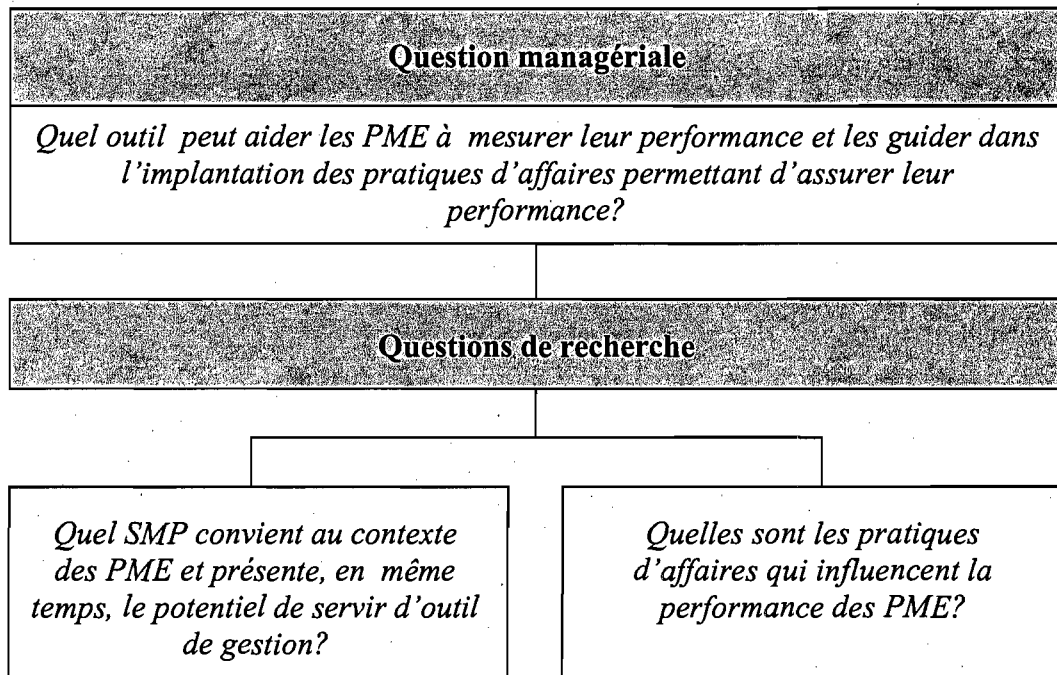 Question managériale
Quel outil peut aider les PME à mesurer leur performance et les guider dans
l'implantation des pratiques d'affaires permettant d'assurer leur
performance?
Questions de recherche
Quel SMP convient au contexte
des PME et présente, en même
temps, le potentiel de servir d'outil
de gestion?
Quelles sont les pratiques
d'affaires qui influencent la
performance des PME?